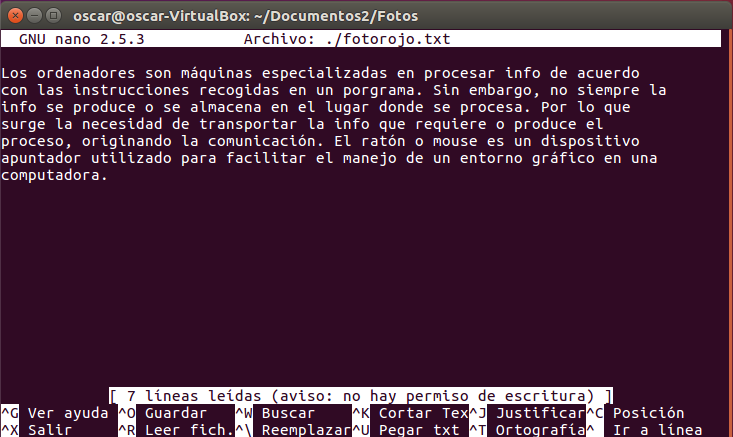 oscar@oscar-VirtualBox: ~/Documentos2/Fotos
GNU nano 2.5.3 Archivo: ./fotorojo.txt
Los ordenadores son máquinas especializadas en procesar info de acuerdo
con las instrucciones recogidas en un porgrama. Sin embargo, no siempre la
info se produce o se almacena en el lugar donde se procesa. Por lo que
surge la necesidad de transportar la info que requiere o produce el
proceso, originando la comunicación. El ratón o mouse es un dispositivo
apuntador utilizado para facilitar el manejo de un entorno gráfico en una
computadora.
[ 7 líneas leídas (aviso: no hay permiso de escritura) ]
^G Ver ayuda ^O Guardar ^W Buscar ^K Cortar Tex^J Justificar^C Posición
^X Salir ^R Leer fich.^\ Reemplazar^U Pegar txt ^T Ortografía^ Ir a línea